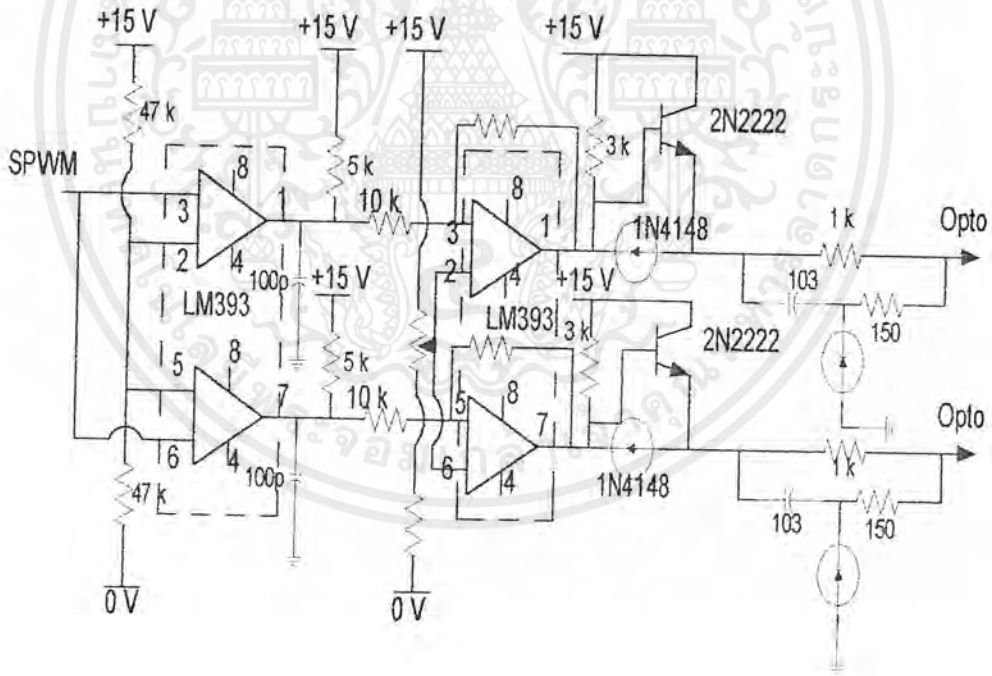 +15 V
+15 V
+15 V
+15 V
47 k
2N2222
3 k
SPWM
8
5 k
10 k
3
1
8
3
1
1N4148
1 k
Opto
2
4
2
4
+15 V
103
100p
+15 V
LM393
LM393
3 k
2N2222
150
5
8
5 k
10 k
5
8
Opto
7
7
6
4
6
4
1N4148
1 k
47 k
100p
103
150
0 V
0 V